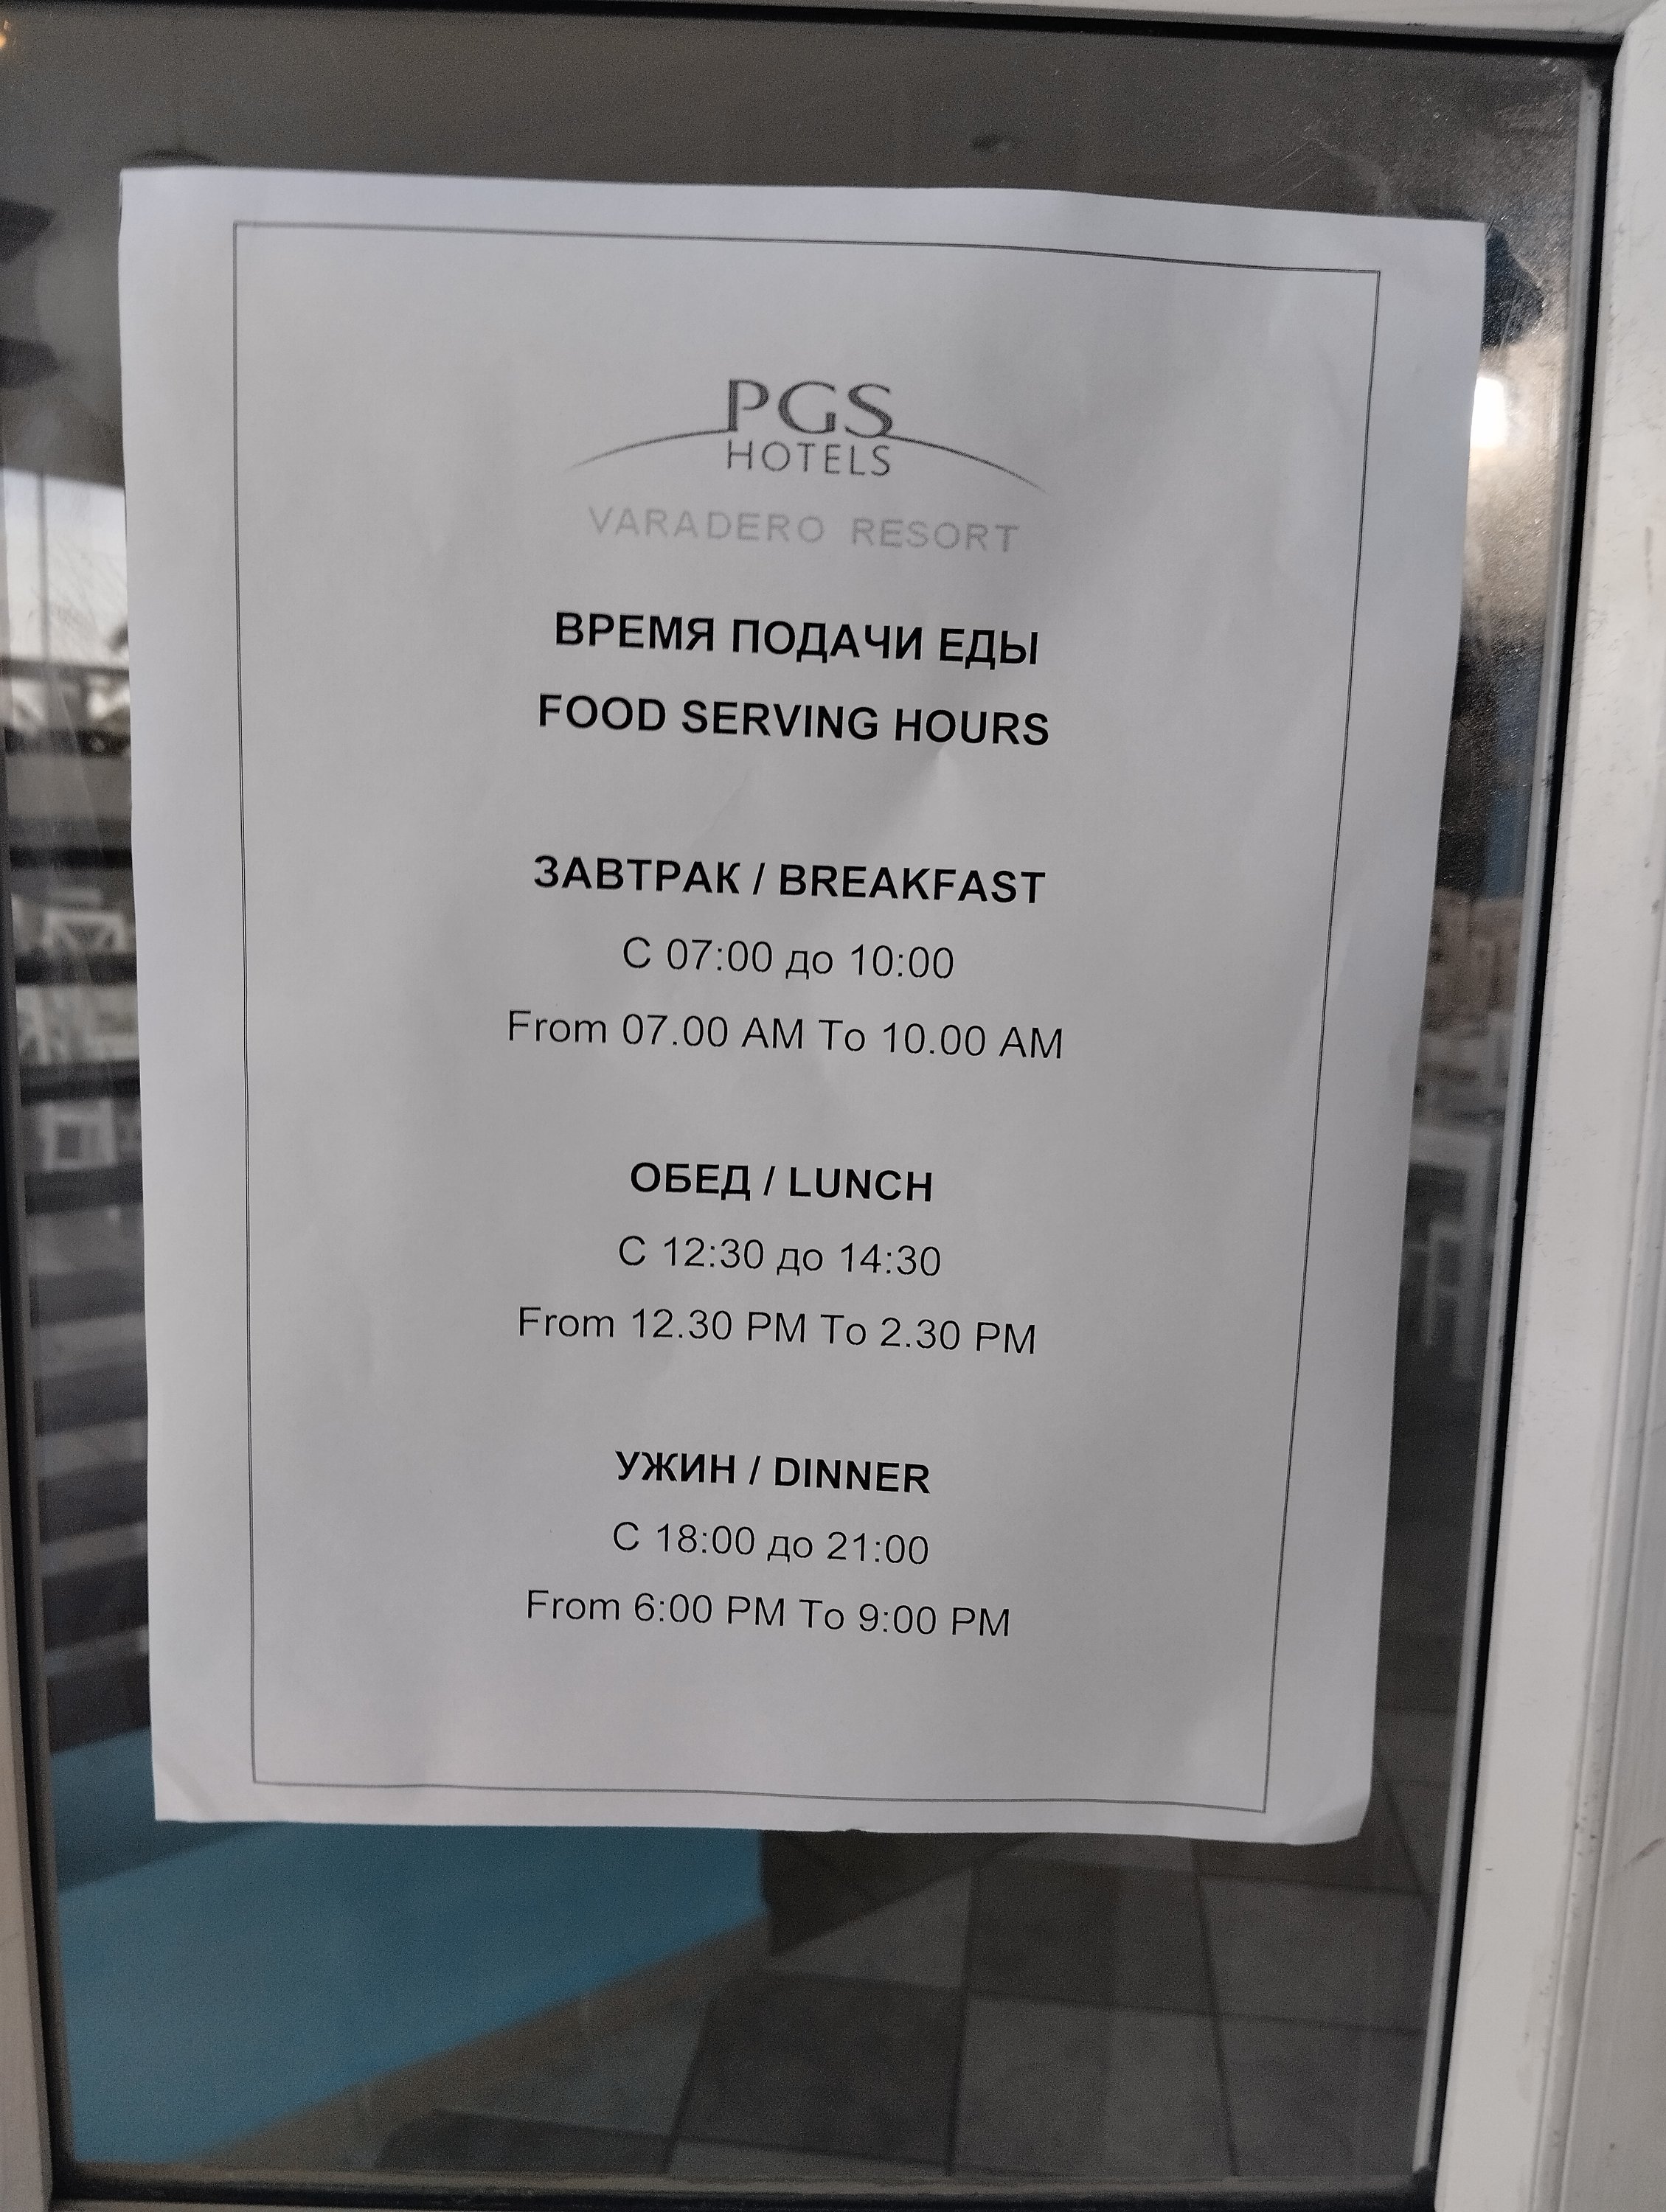 PGS
HOTELS
VARADERO RESORT
ВРЕМЯ ПОДАЧИ ЕДЫ
FOOD SERVING HOURS
ЗАВТРАК / BREAKFAST
С 07:00 до 10:00
From 07.00 AM To 10.00 AM
ОБЕД / LUNCH
С 12:30 до 14:30
From 12.30 PM To 2.30 PM
УЖИН / DINNER
С 18:00 до 21:00
From 6:00 PM To 9:00 PM